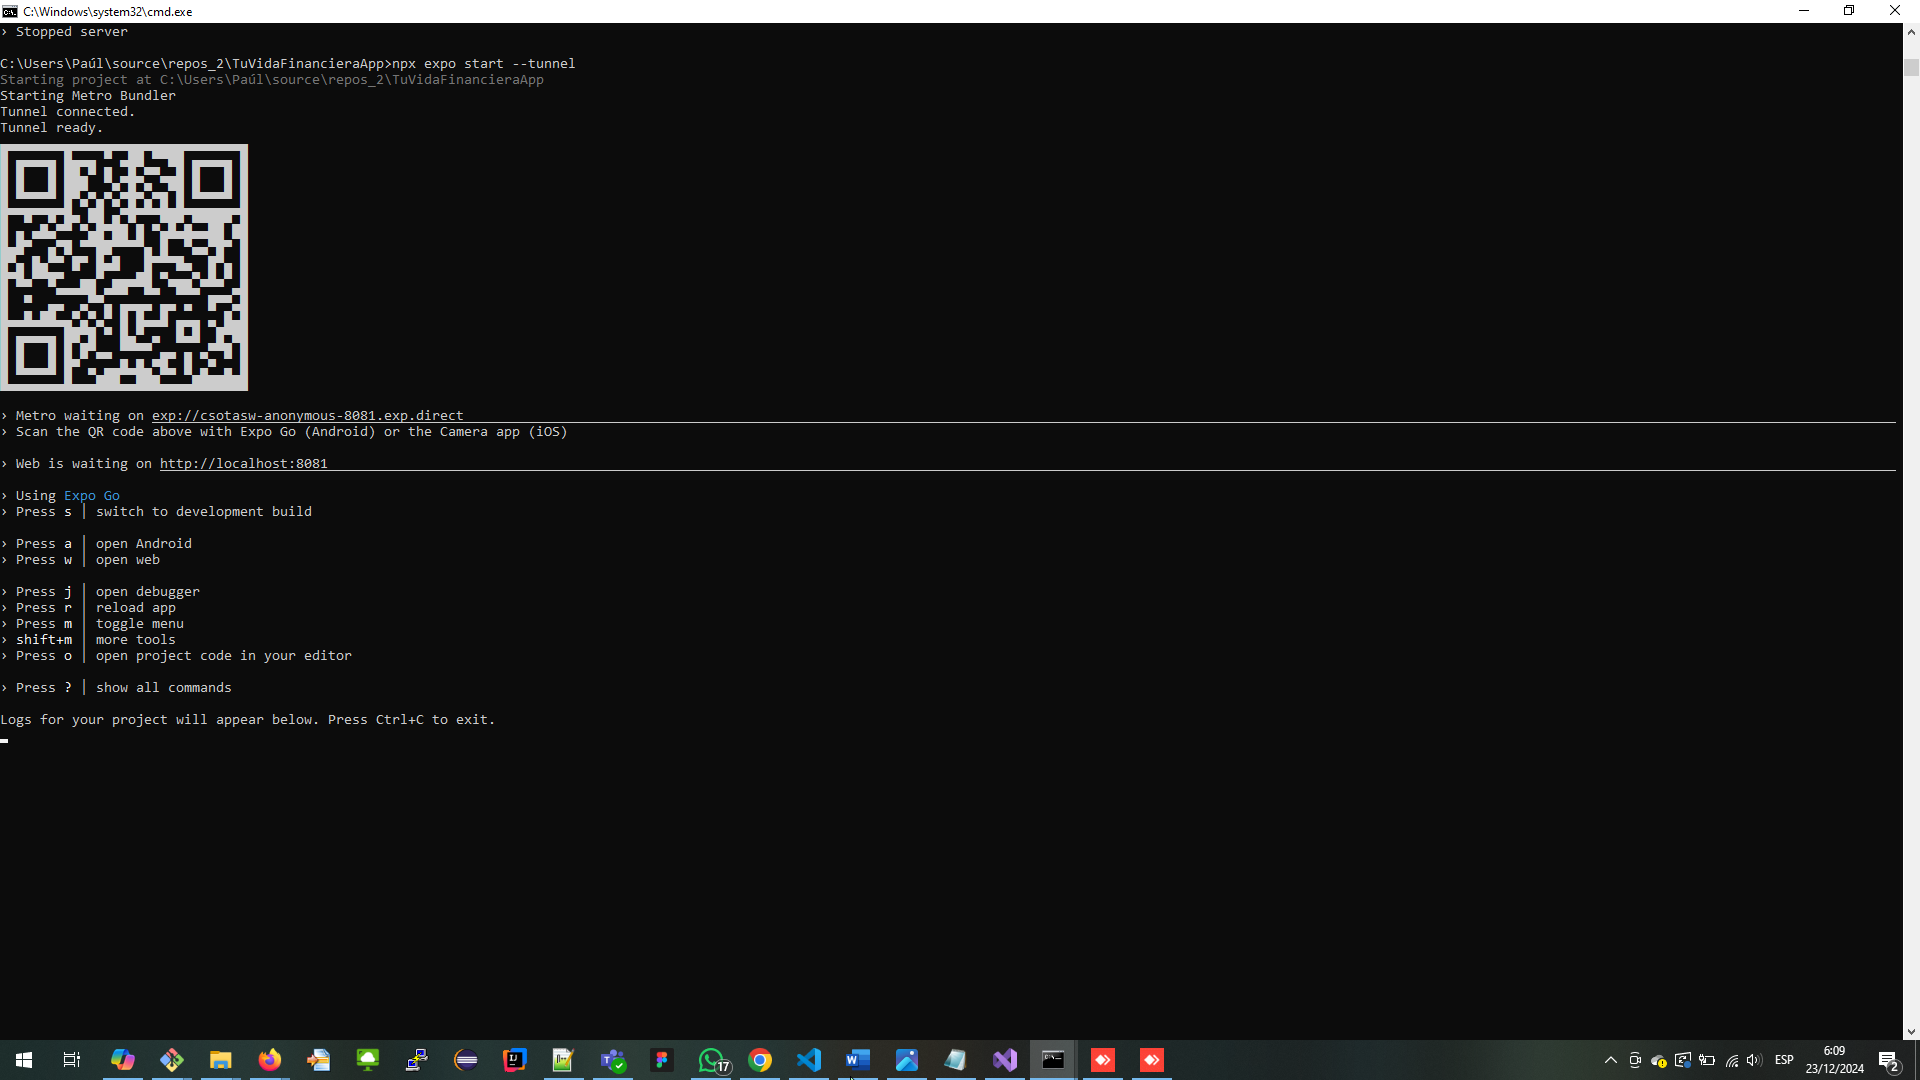 C:\Windows\system32\cmd.exe
› Stopped server
C:\Users\Paúl\source\repos_2\TuVidaFinancieraApp>npx expo start --tunnel
Starting project at C:\Users\Paúl\source\repos_2\TuVidaFinancieraApp
Starting Metro Bundler
Tunnel connected.
Tunnel ready.
› Metro waiting on exp://csotasw-anonymous-8081.exp.direct
› Scan the QR code above with Expo Go (Android) or the Camera app (iOS)
› Web is waiting on http://localhost:8081
› Using Expo Go
› Press s │ switch to development build
› Press a │ open Android
› Press w │ open web
› Press j │ open debugger
› Press r │ reload app
› Press m │ toggle menu
› shift+m │ more tools
› Press o │ open project code in your editor
› Press ? │ show all commands
Logs for your project will appear below. Press Ctrl+C to exit.
17
ESP
6:09
23/12/2024
2